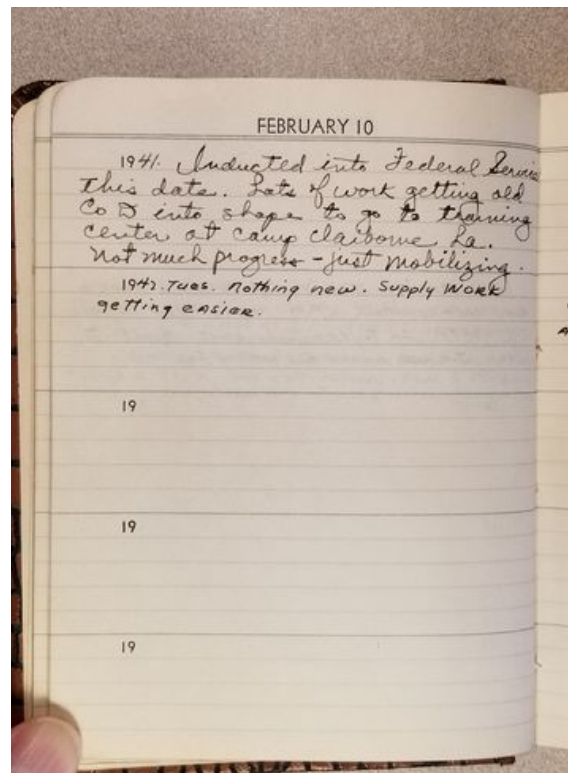 FEBRUARY 10
1941. Inducted into Federal Service
this date. Lots of work getting old
Co D into shape to go to training
center at Camp Claiborne La.
Not much progress - just mobilizing.
1942. Tues. nothing new. Supply WORK
getting EASIER.
19
19
19